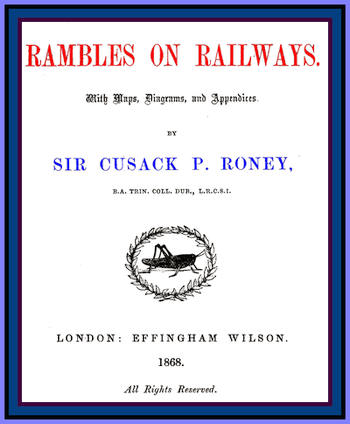 RAMBLES ON RAILWAYS.
With Maps, Diagrams, and Appendices.
BY
SIR CUSACK P. RONEY,
B.A. TRIN. COLL. DUB., L.R.C.S.I.
LONDON: EFFINGHAM WILSON.
1868.
All Rights Reserved.